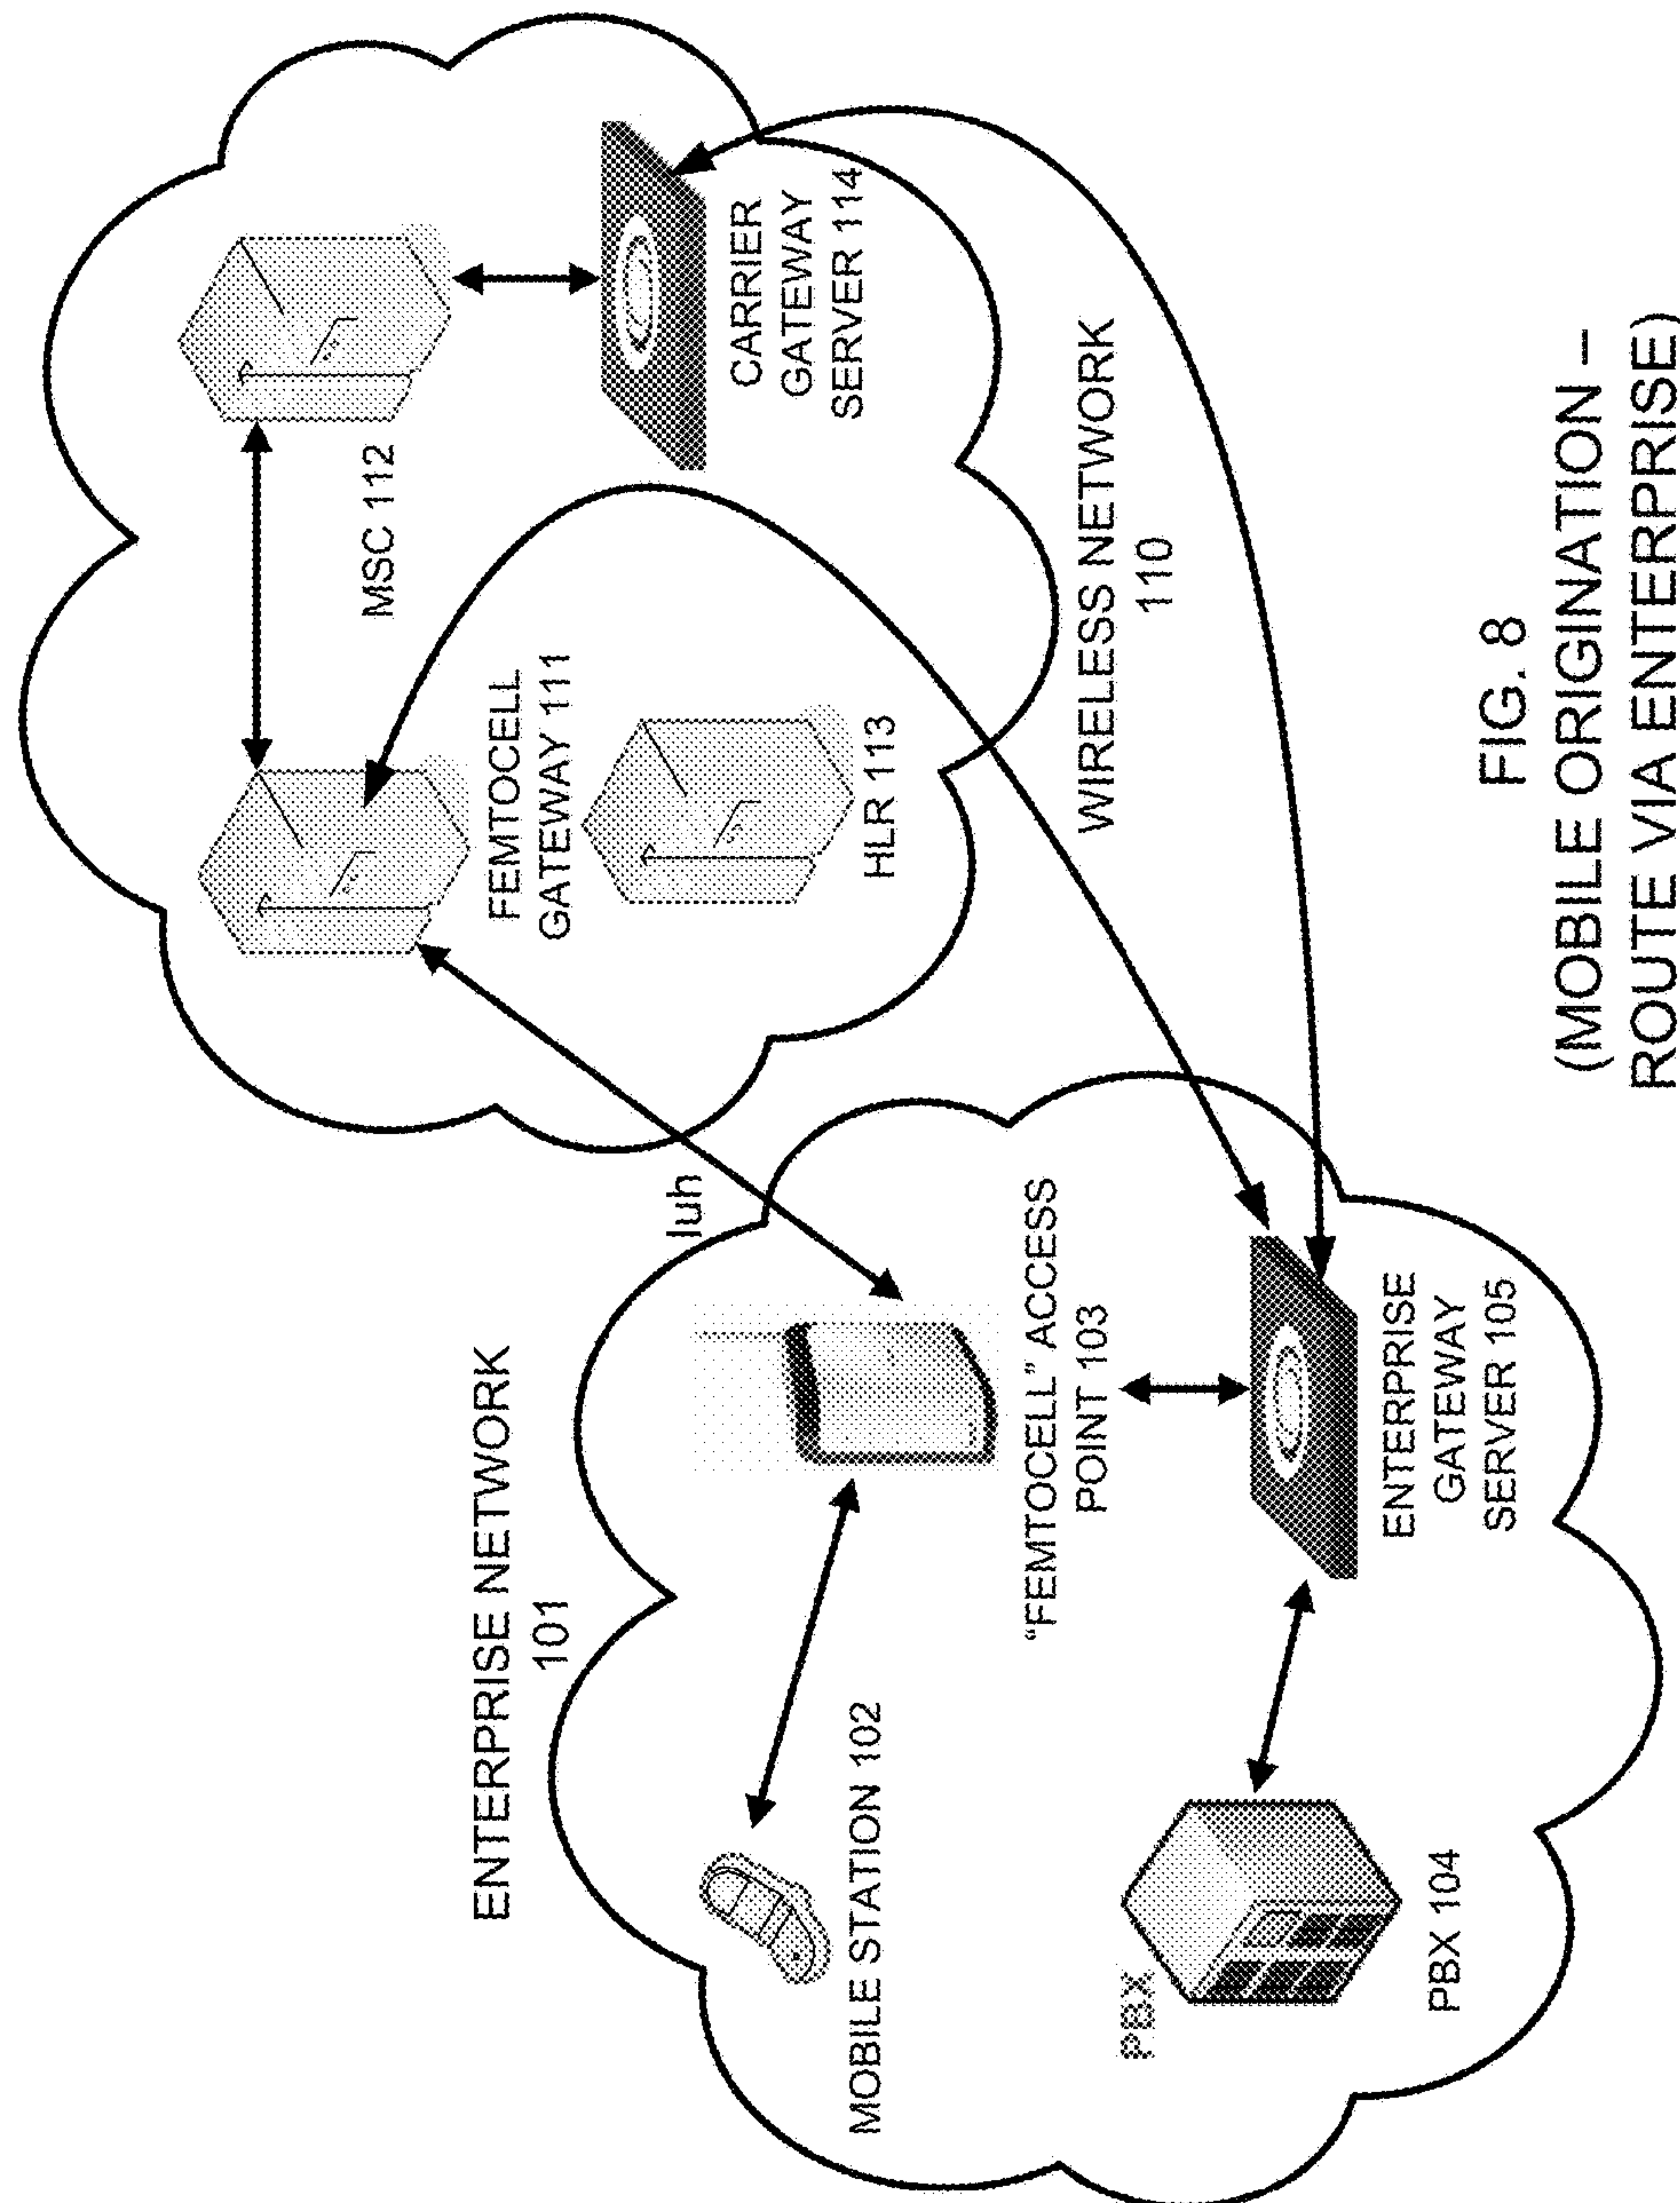 ENTERPRISE NETWORK
101
MOBILE STATION 102
Iuh
"FEMTOCELL" ACCESS
POINT 103
PBX
PBX 104
ENTERPRISE
GATEWAY
SERVER 105
MSC 112
FEMTOCELL
GATEWAY 111
HLR 113
CARRIER
GATEWAY
SERVER 114
WIRELESS NETWORK
110
FIG. 8
(MOBILE ORIGINATION –
ROUTE VIA ENTERPRISE)